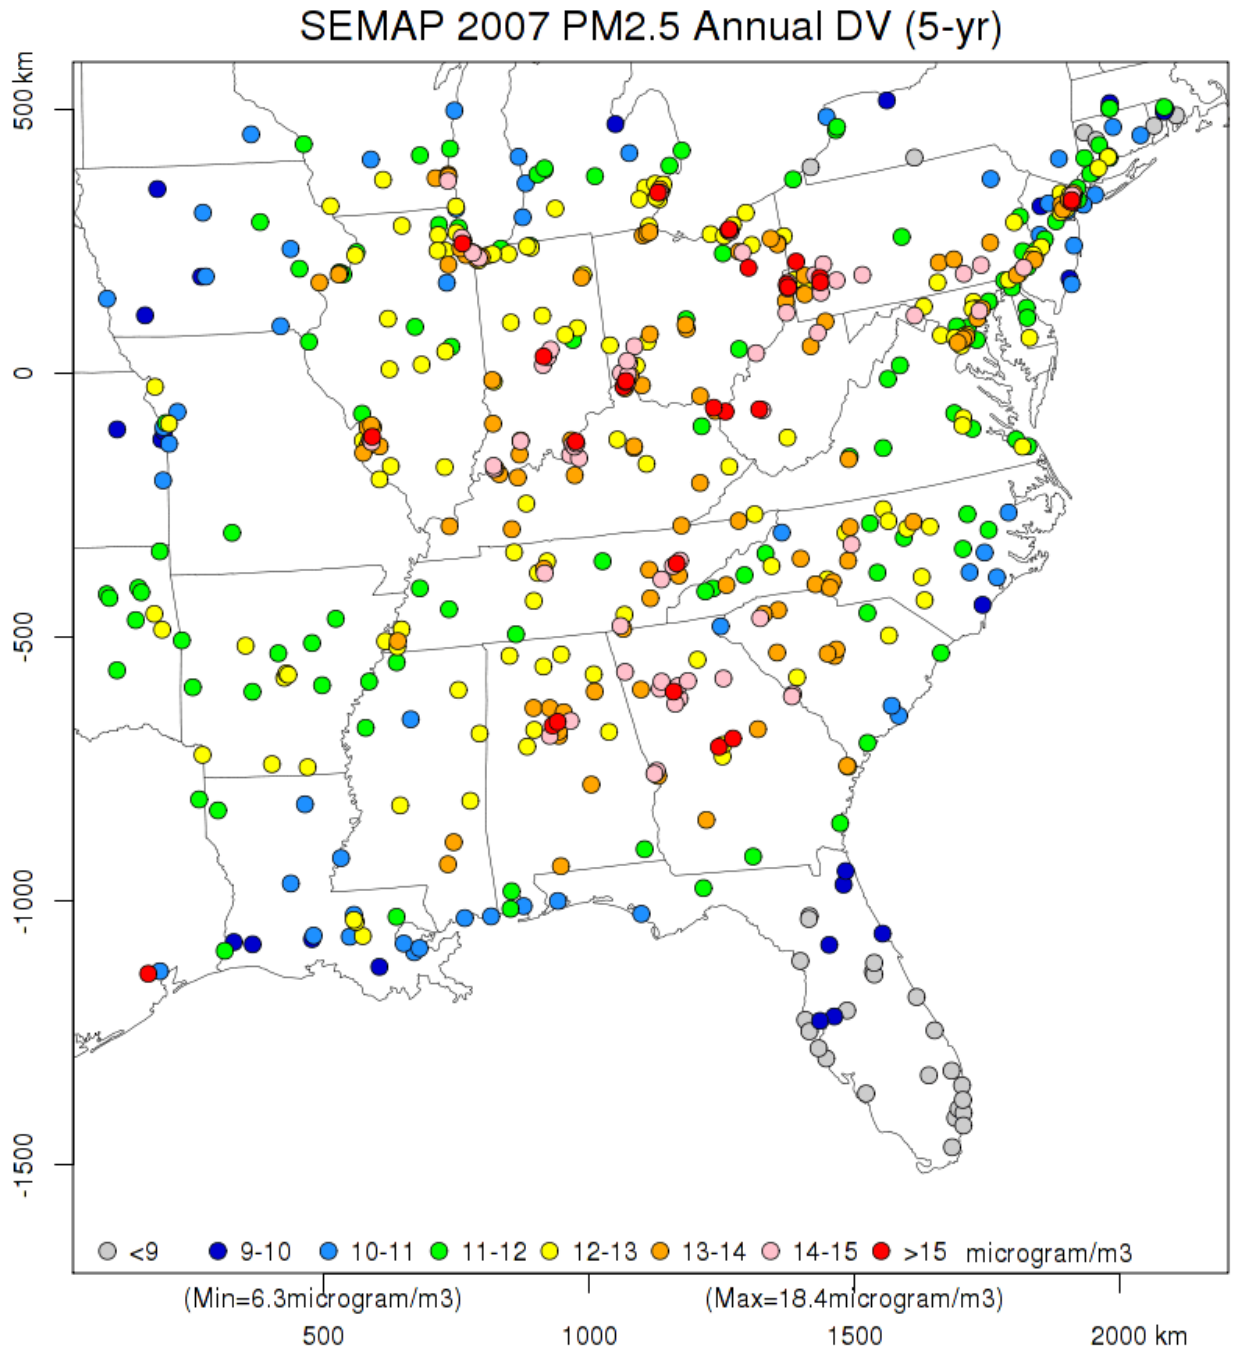 SEMAP 2007 PM2.5 Annual DV (5-yr)
500 km
0
-500
-1000
-1500
<9 9-10 10-11 11-12 12-13 13-14 14-15 >15 microgram/m3
(Min=6.3microgram/m3) (Max=18.4microgram/m3)
500 1000 1500 2000 km